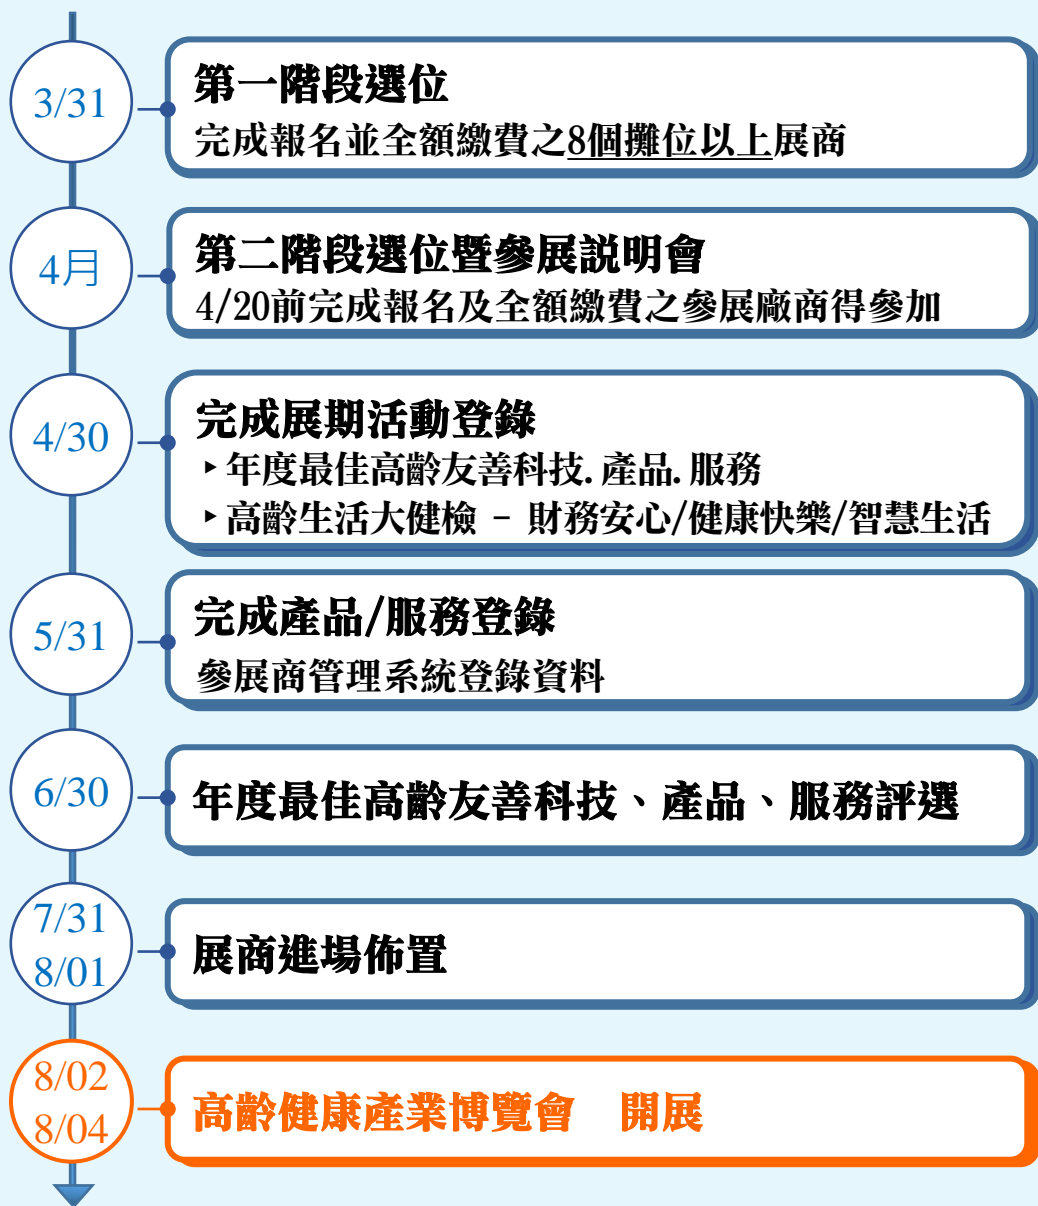 3/31
第一階段選位
完成報名並全額繳費之8個攤位以上展商
4月
第二階段選位暨參展説明會
4/20前完成報名及全額繳費之參展廠商得參加
4/30
完成展期活動登錄
‣年度最佳高齡友善科技.產品.服務
‣高齡生活大健檢 – 財務安心/健康快樂/智慧生活
5/31
完成產品/服務登錄
參展商管理系統登錄資料
6/30
年度最佳高齡友善科技、產品、服務評選
7/31
8/01
展商進場佈置
8/02
8/04
高齡健康產業博覽會　開展